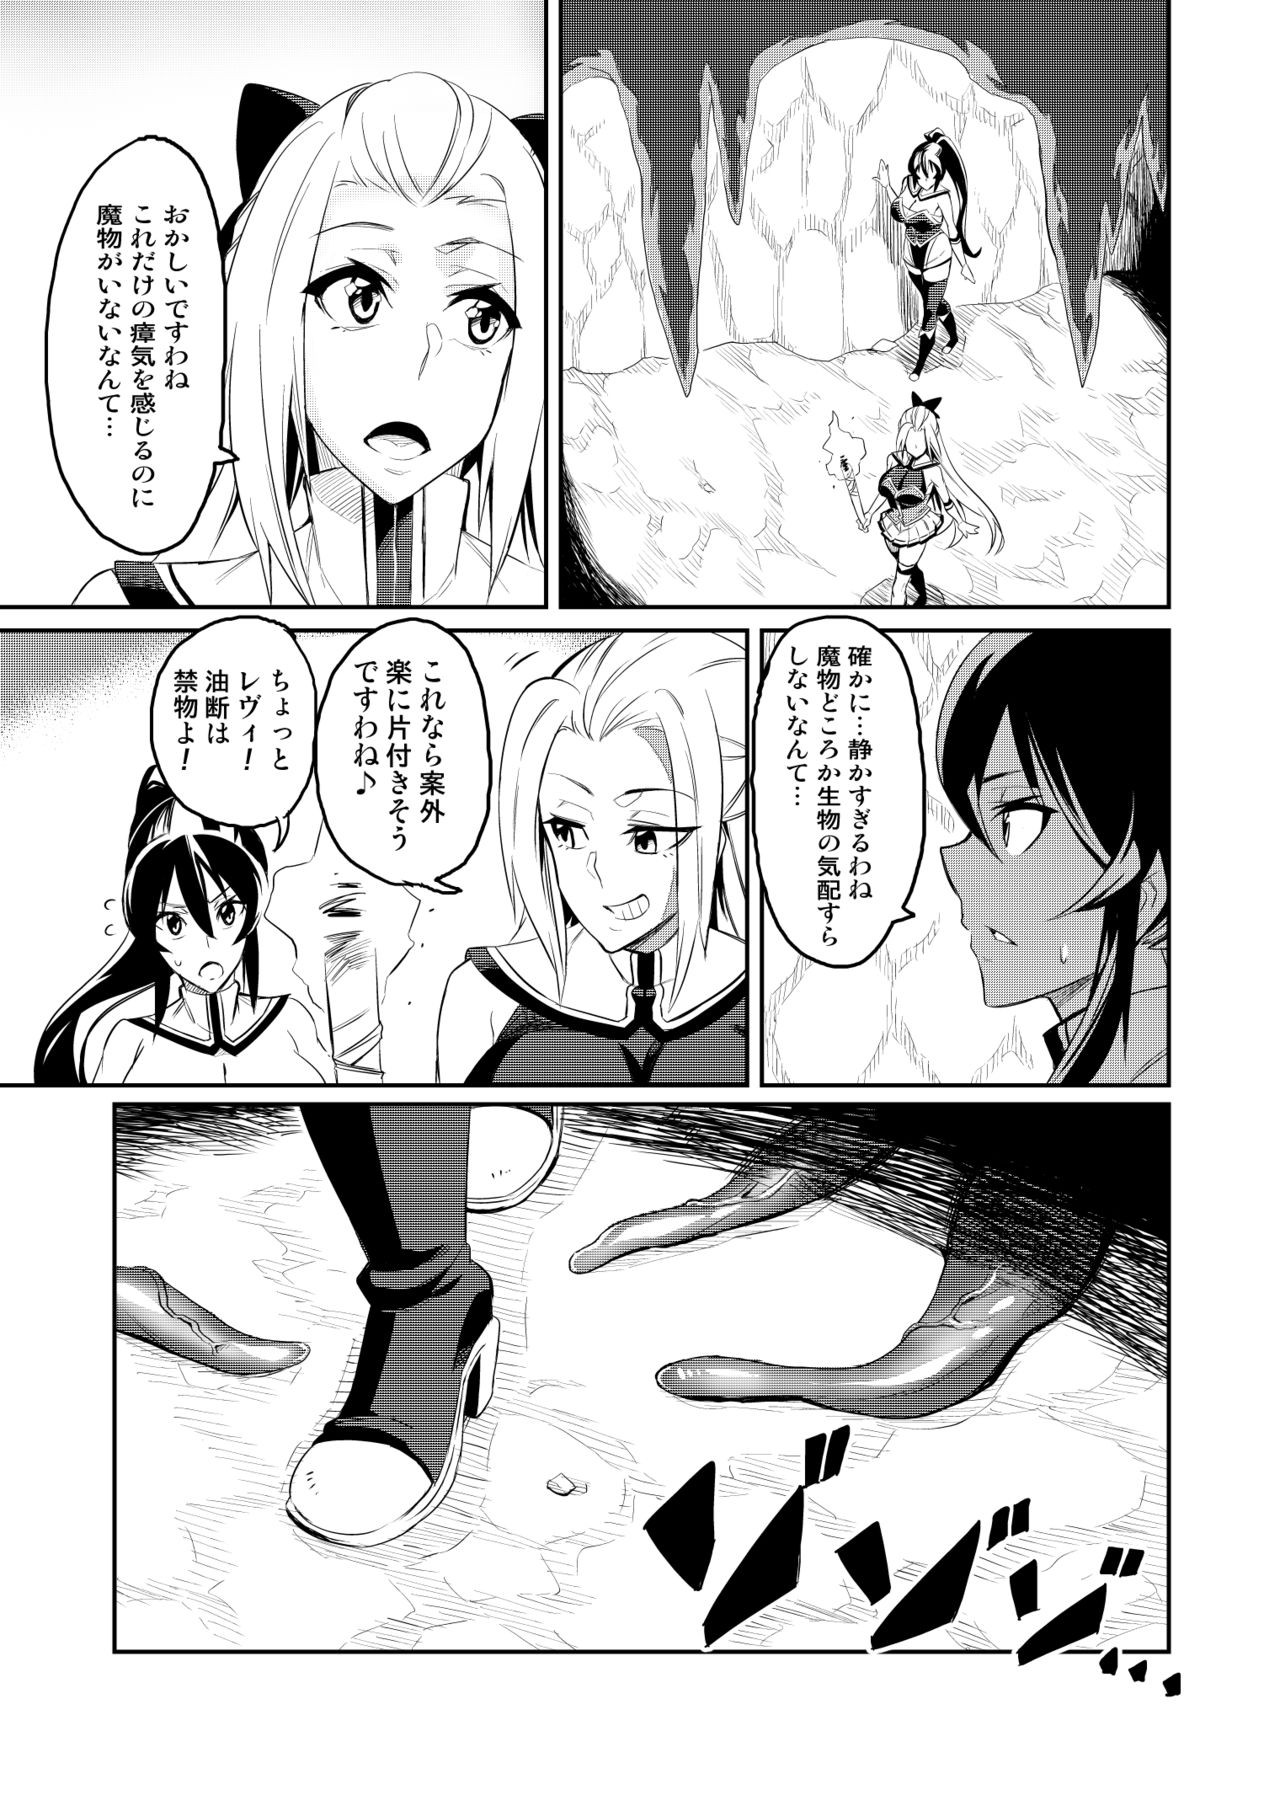 おかしいですわね
これだけの瘴気を感じるのに
魔物がいないなんて…
確かに…静かすぎるわね
魔物どころか生物の気配すら
しないなんて…
これなら案外
楽に片付きそう
ですわね♪
ちょっと
レヴィ！
油断は
禁物よ！
ゾゾゾ…